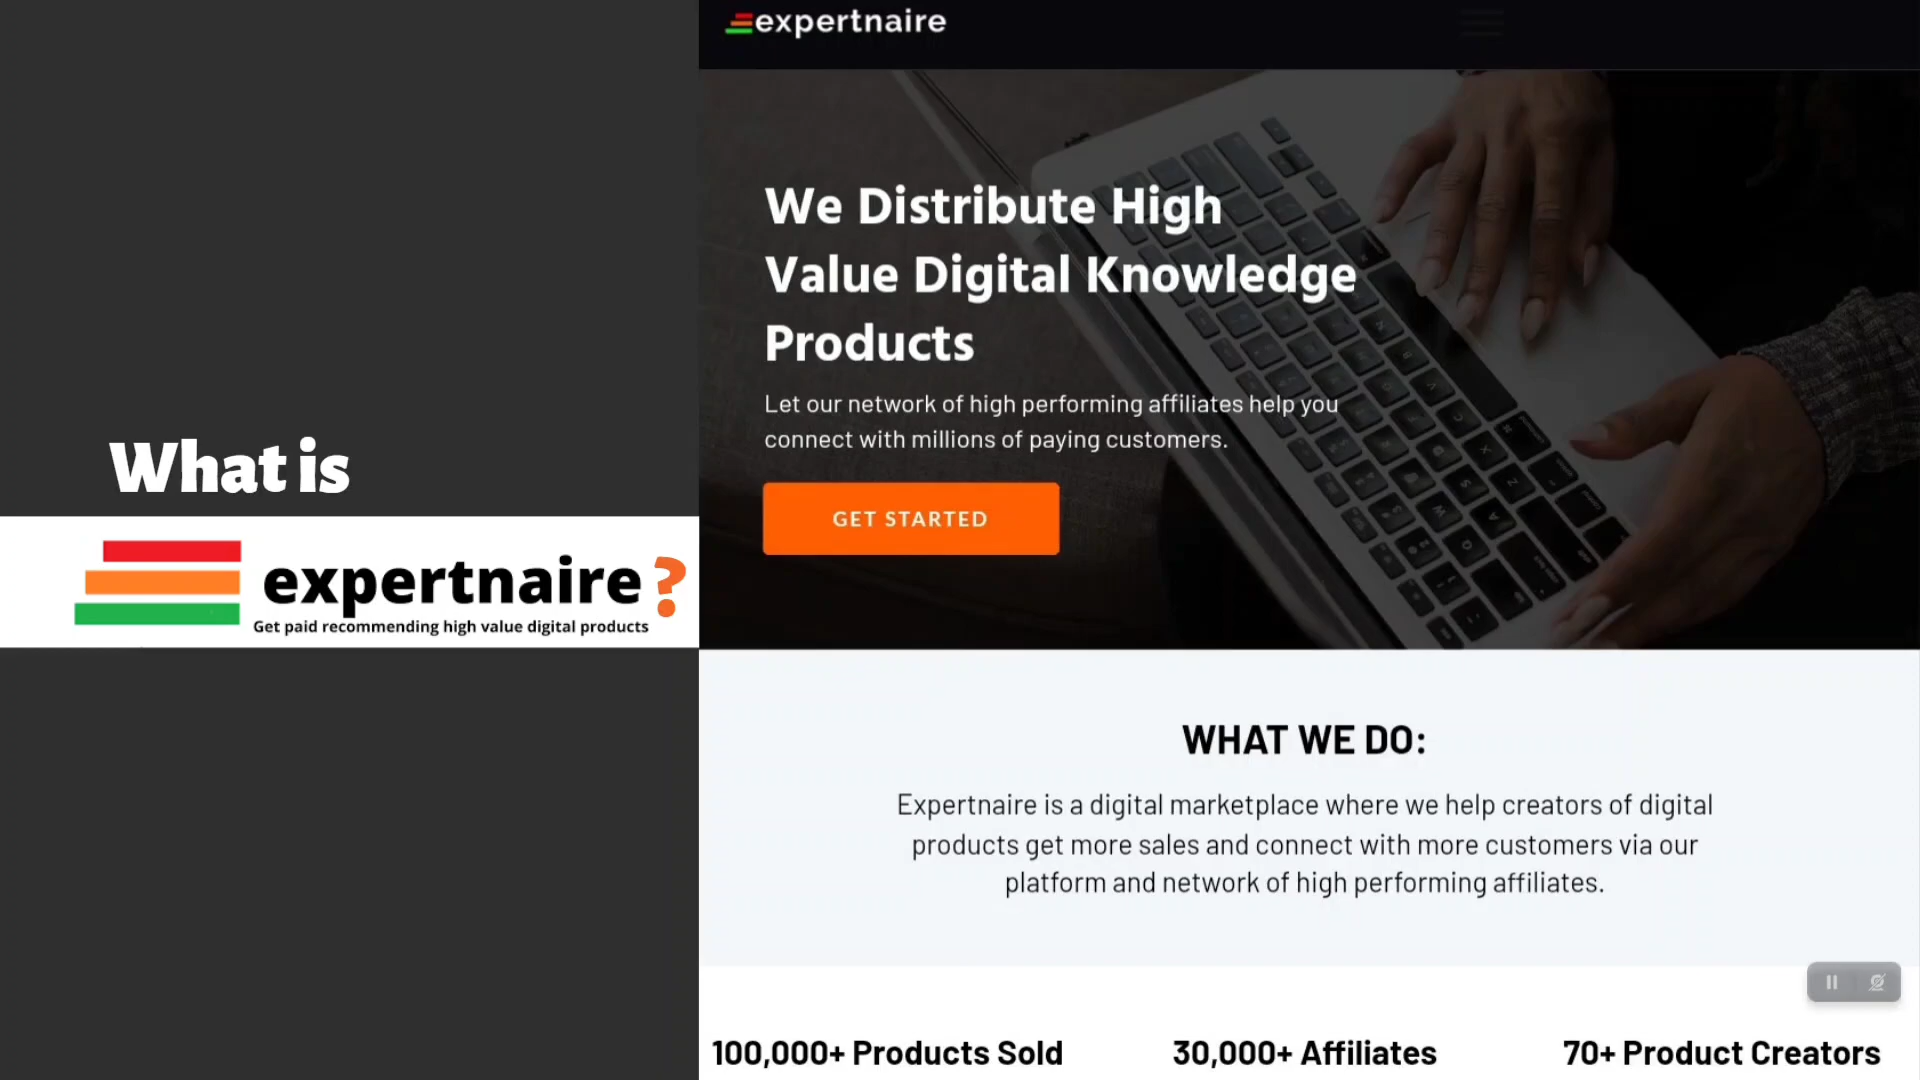 What is
expertnaire?
Get paid recommending high value digital products
expertnaire
We Distribute High
Value Digital Knowledge
Products
Let our network of high performing affiliates help you
connect with millions of paying customers.
GET STARTED
WHAT WE DO:
Expertnaire is a digital marketplace where we help creators of digital
products get more sales and connect with more customers via our
platform and network of high performing affiliates.
100,000+ Products Sold
30,000+ Affiliates
70+ Product Creators